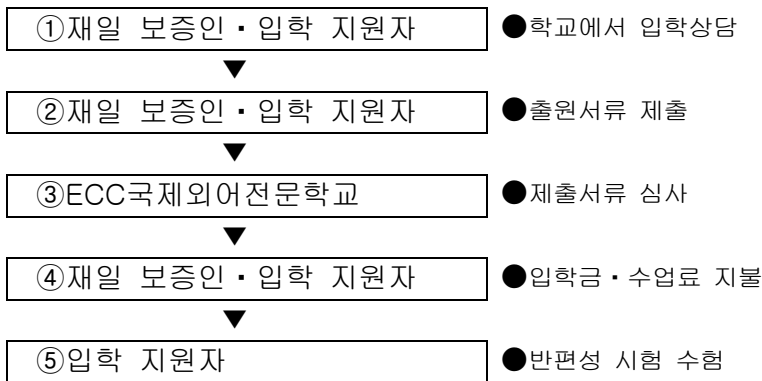 ①재일 보증인・입학 지원자 ●학교에서 입학상담
▼
②재일 보증인・입학 지원자 ●출원서류 제출
▼
③ECC국제외어전문학교 ●제출서류 심사
▼
④재일 보증인・입학 지원자 ●입학금・수업료 지불
▼
⑤입학 지원자 ●반편성 시험 수험